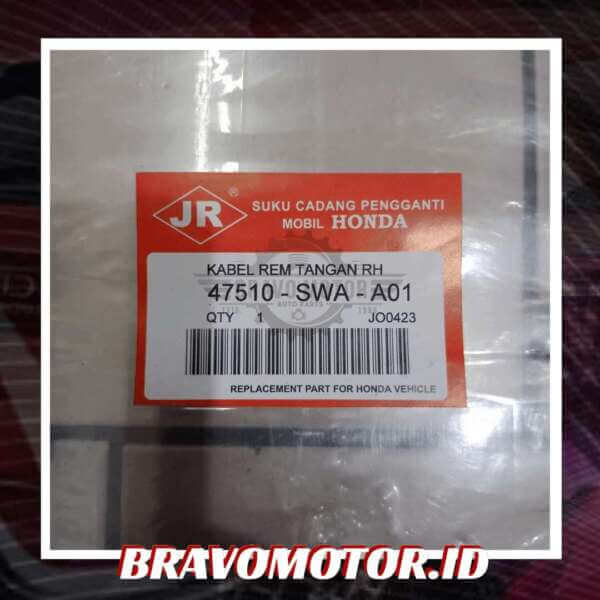 JR ®
SUKU CADANG PENGGANTI
MOBIL HONDA
KABEL REM TANGAN RH
47510 - SWA - A01
QTY 1 JO0423
REPLACEMENT PART FOR HONDA VEHICLE
BRAVOMOTOR.ID